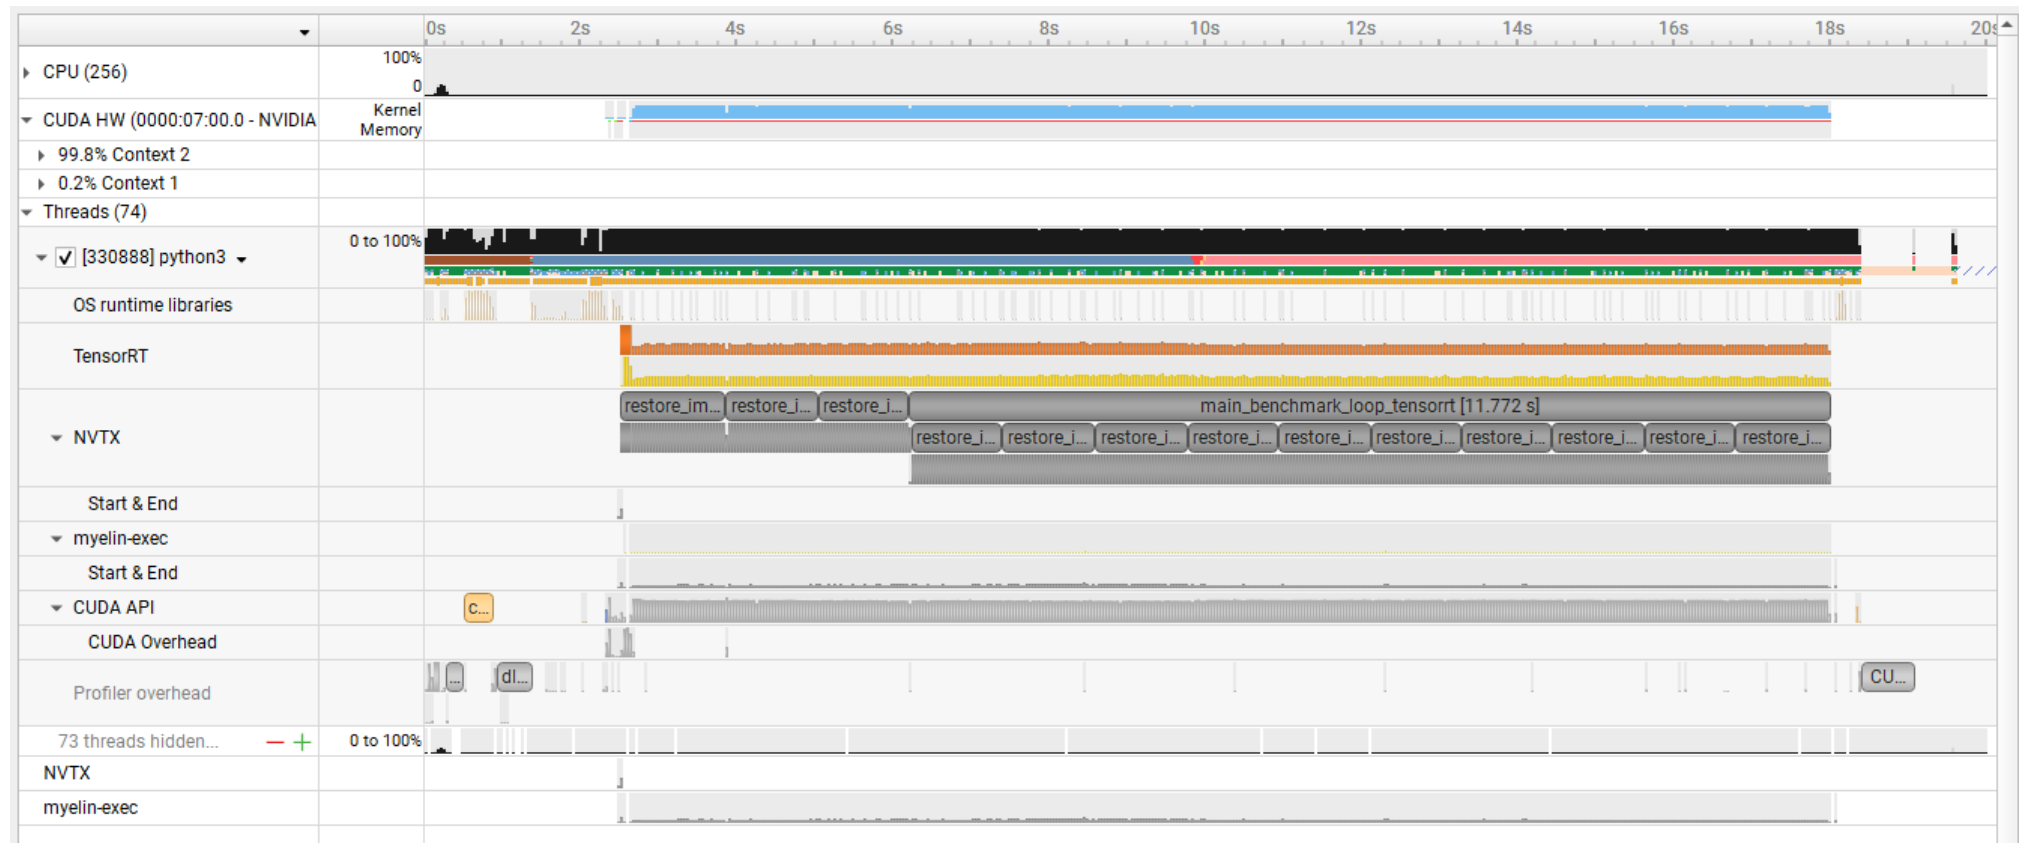 0s 2s 4s 6s 8s 10s 12s 14s 16s 18s 20s
CPU (256) 100%
0
CUDA HW (0000:07:00.0 - NVIDIA Kernel
Memory
99.8% Context 2
0.2% Context 1
Threads (74)
[330888] python3 0 to 100%
OS runtime libraries
TensorRT
restore_im... restore_i... restore_i... main_benchmark_loop_tensorrt [11.772 s]
NVTX restore_i... restore_i... restore_i... restore_i... restore_i... restore_i... restore_i... restore_i... restore_i... restore_i...
Start & End
myelin-exec
Start & End
CUDA API c...
CUDA Overhead
... dl... CU...
Profiler overhead
73 threads hidden... 0 to 100%
NVTX
myelin-exec